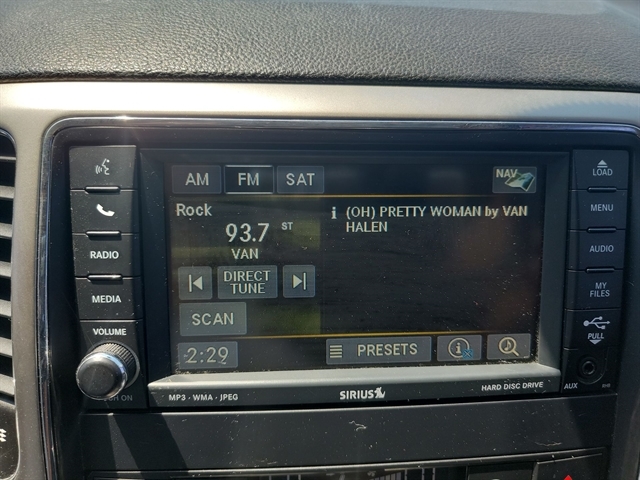 AM FM SAT NAV
Rock
93.7 ST
VAN
i (OH) PRETTY WOMAN by VAN
HALEN
DIRECT
TUNE
SCAN
2:29
PRESETS
i
RADIO
MEDIA
VOLUME
CH ON
LOAD
MENU
AUDIO
MY
FILES
PULL
AUX
MP3 · WMA · JPEG
SIRIUS
HARD DISC DRIVE